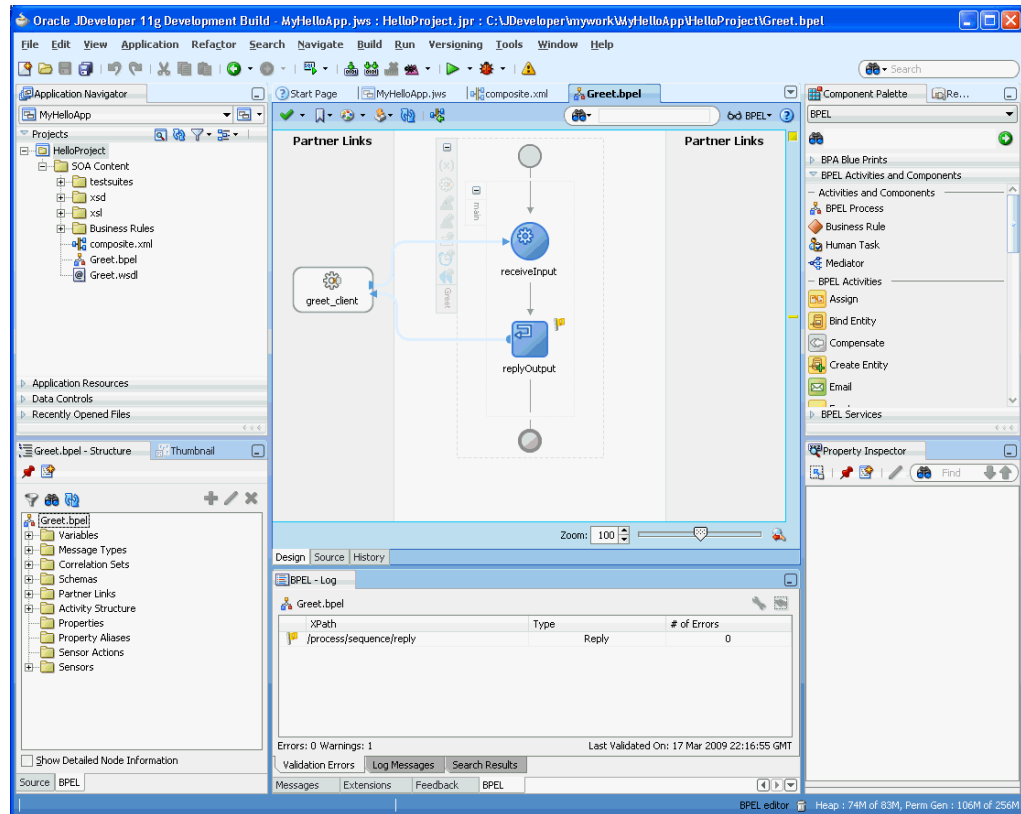 Oracle JDeveloper 11g Development Build - MyHelloApp.jws : HelloProject.jpr : C:\JDeveloper\mywork\MyHelloApp\HelloProject\Greet.bpel
File Edit View Application Refactor Search Navigate Build Run Versioning Tools Window Help
Search
Application Navigator
MyHelloApp
Projects
HelloProject
SOA Content
testsuites
xsd
xsl
Business Rules
composite.xml
Greet.bpel
Greet.wsdl
Application Resources
Data Controls
Recently Opened Files
Greet.bpel - Structure Thumbnail
Greet.bpel
Variables
Message Types
Correlation Sets
Schemas
Partner Links
Activity Structure
Properties
Property Aliases
Sensor Actions
Sensors
Show Detailed Node Information
Source BPEL
Start Page MyHelloApp.jws composite.xml Greet.bpel
BPEL
Partner Links
Partner Links
main
Greet
receiveInput
greet_client
replyOutput
Zoom: 100
Design Source History
BPEL - Log
Greet.bpel
XPath Type # of Errors
/process/sequence/reply Reply 0
Errors: 0 Warnings: 1 Last Validated On: 17 Mar 2009 22:16:55 GMT
Validation Errors Log Messages Search Results
Messages Extensions Feedback BPEL
Component Palette Re...
BPEL
BPA Blue Prints
BPEL Activities and Components
Activities and Components
BPEL Process
Business Rule
Human Task
Mediator
BPEL Activities
Assign
Bind Entity
Compensate
Create Entity
Email
BPEL Services
Property Inspector
Find
BPEL editor Heap : 74M of 83M, Perm Gen : 106M of 256M